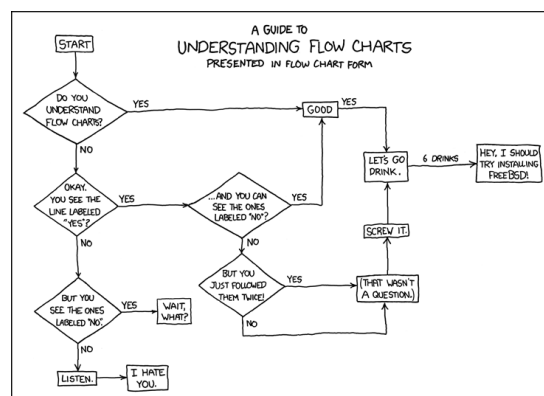 A GUIDE TO
UNDERSTANDING FLOW CHARTS
PRESENTED IN FLOW CHART FORM
START
DO YOU
UNDERSTAND
FLOW CHARTS?
YES
GOOD
YES
LET'S GO
DRINK.
6 DRINKS
HEY, I SHOULD
TRY INSTALLING
FREEBSD!
NO
OKAY.
YOU SEE THE
LINE LABELED
"YES"?
YES
...AND YOU CAN
SEE THE ONES
LABELED "NO"?
YES
SCREW IT.
NO
NO
BUT YOU
SEE THE ONES
LABELED "NO".
YES
WAIT,
WHAT?
BUT YOU
JUST FOLLOWED
THEM TWICE!
YES
(THAT WASN'T
A QUESTION.)
NO
NO
LISTEN.
I HATE
YOU.